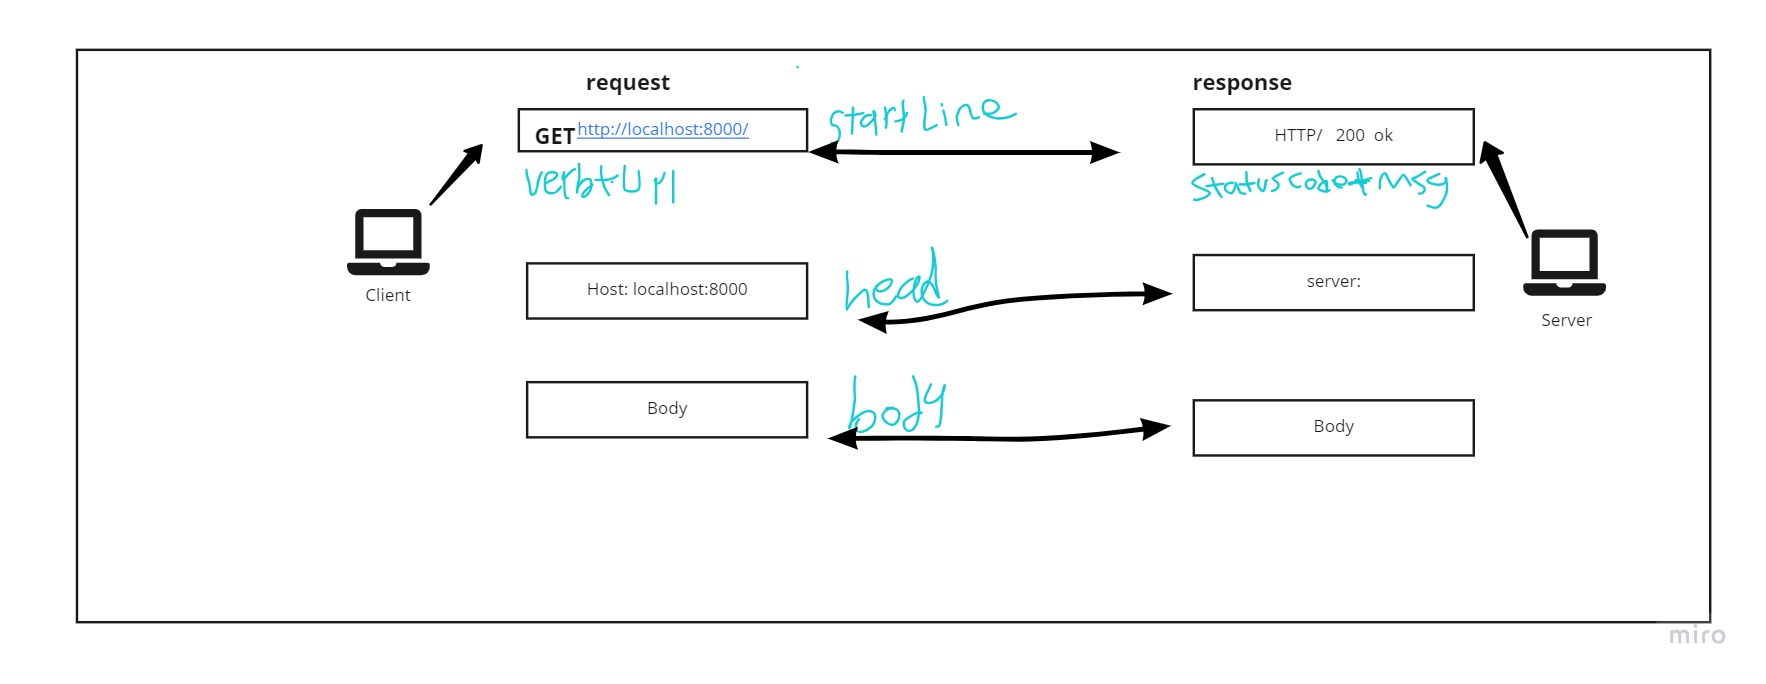 request
response
GET http://localhost:8000/
start Line
HTTP/ 200 ok
verb+Url
status code+msg
Host: localhost:8000
head
server:
Client
Server
Body
body
Body
miro